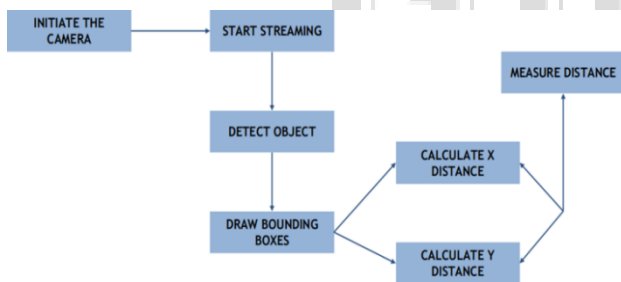 INITIATE THE
CAMERA
START STREAMING
MEASURE DISTANCE
DETECT OBJECT
CALCULATE X
DISTANCE
DRAW BOUNDING
BOXES
CALCULATE Y
DISTANCE